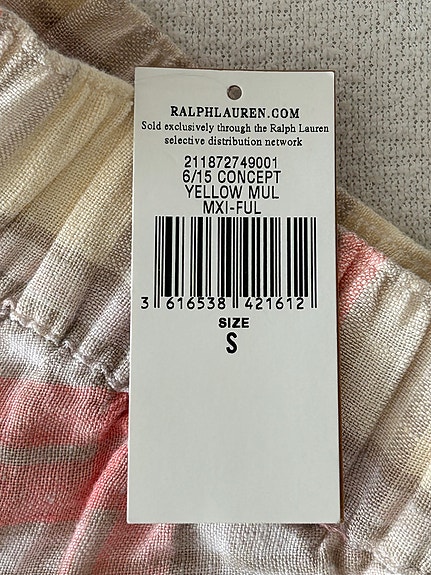 RALPHLAUREN.COM
Sold exclusively through the Ralph Lauren
selective distribution network
211872749001
6/15 CONCEPT
YELLOW MUL
MXI-FUL
3 616538 421612
SIZE
S